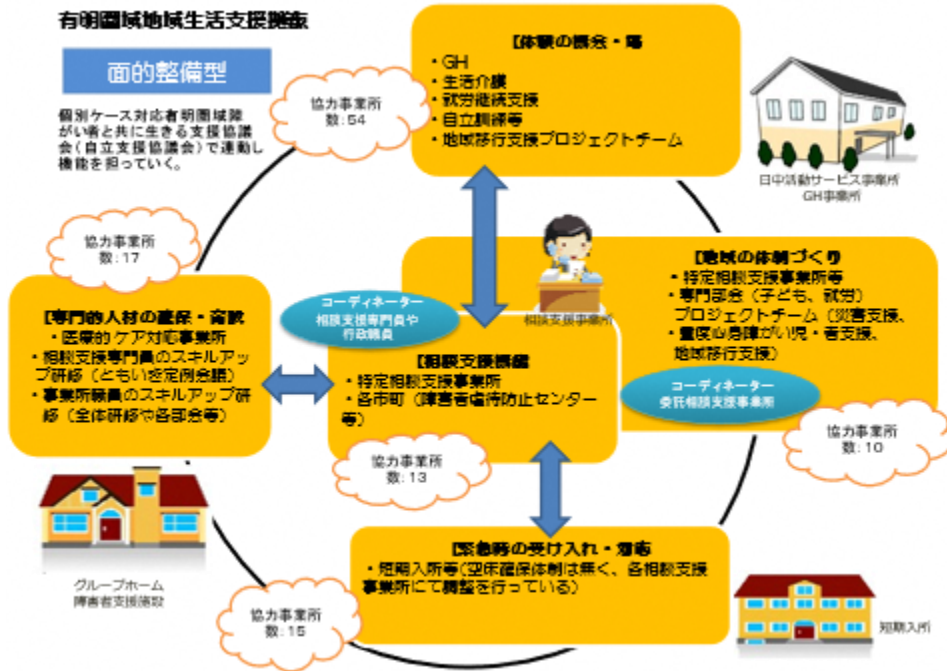 有明圏域地域生活支援拠点
面的整備型
個別ケース対応有明圏域障
がい者と共に生きる支援協議
会(自立支援協議会)で連動し
機能を担っていく。
協力事業所
数:54
【体験の機会・場
・GH
・生活介護
・就労継続支援
・自立訓練等
・地域移行支援プロジェクトチーム
日中活動サービス事業所
GH事業所
協力事業所
数:17
【専門的人材の確保・育成
・医療的ケア対応事業所
・相談支援専門員のスキルアッ
プ研修(ともいき定例会議)
・事業所職員のスキルアップ研
修(全体研修や各部会等)
コーディネーター
相談支援専門員や
行政職員
相談支援事業所
【地域の体制づくり
・特定相談支援事業所等
・専門部会(子ども、就労)
プロジェクトチーム(災害支援、
・重度心身障がい児・者支援、
地域移行支援)
コーディネーター
委託相談支援事業所
協力事業所
数:10
【相談支援機能
・特定相談支援事業所
・各市町(障害者虐待防止センター
等)
協力事業所
数:13
【緊急時の受け入れ・対応
・短期入所等(空床確保体制は無く、各相談支援
事業所にて調整を行っている)
グループホーム
障害者支援施設
協力事業所
数:15
短期入所